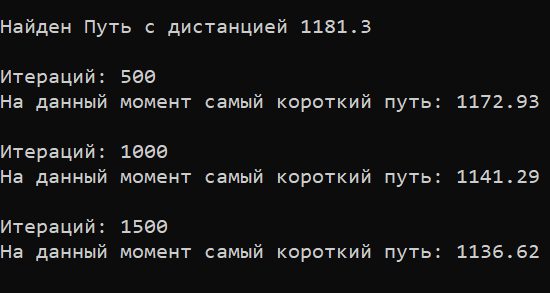 Найден Путь с дистанцией 1181.3
Итераций: 500
На данный момент самый короткий путь: 1172.93
Итераций: 1000
На данный момент самый короткий путь: 1141.29
Итераций: 1500
На данный момент самый короткий путь: 1136.62